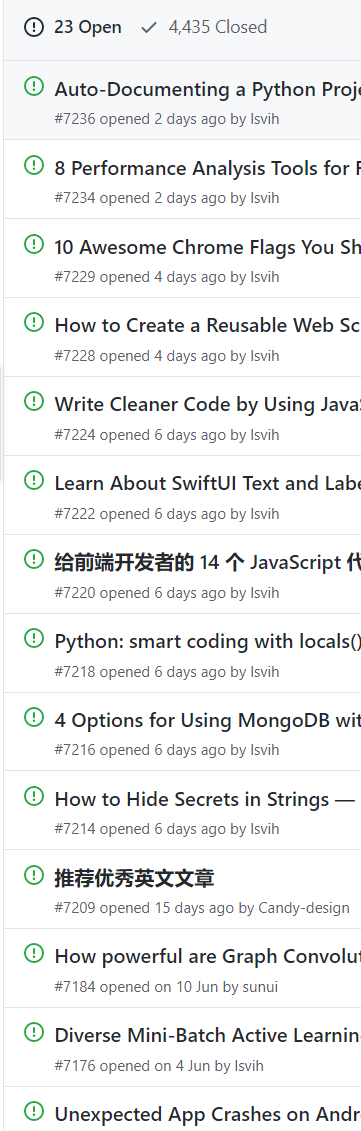 23 Open 4,435 Closed
Auto-Documenting a Python
#7236 opened 2 days ago by lsvih
8 Performance Analysis Tools for
#7234 opened 2 days ago by lsvih
10 Awesome Chrome Flags You
#7229 opened 4 days ago by lsvih
How to Create a Reusable Web
#7228 opened 4 days ago by lsvih
Write Cleaner Code by Using
#7224 opened 6 days ago by lsvih
Learn About SwiftUI Text and
#7222 opened 6 days ago by lsvih
给前端开发者的 14 个 JavaScript 代
#7220 opened 6 days ago by lsvih
Python: smart coding with locals()
#7218 opened 6 days ago by lsvih
4 Options for Using MongoDB
#7216 opened 6 days ago by lsvih
How to Hide Secrets in Strings —
#7214 opened 6 days ago by lsvih
推荐优秀英文文章
#7209 opened 15 days ago by Candy-design
How powerful are Graph
#7184 opened on 10 Jun by sunui
Diverse Mini-Batch Active
#7176 opened on 4 Jun by lsvih
Unexpected App Crashes on